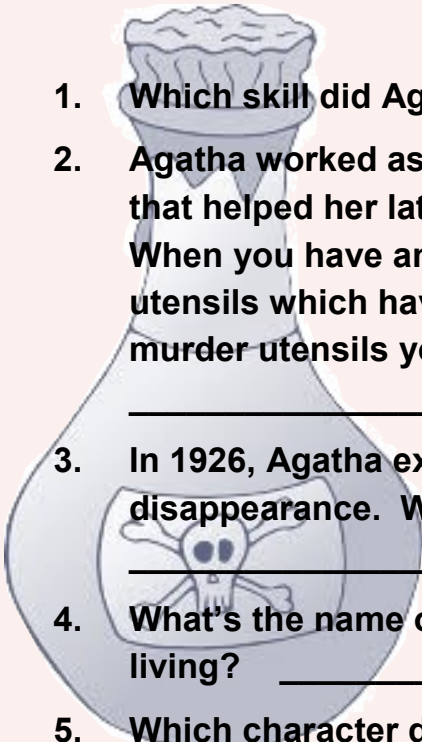 1. Which skill did Ag
2. Agatha worked as
that helped her lat
When you have an
utensils which hav
murder utensils yo
3. In 1926, Agatha ex
disappearance. W
4. What's the name o
living?
5. Which character d